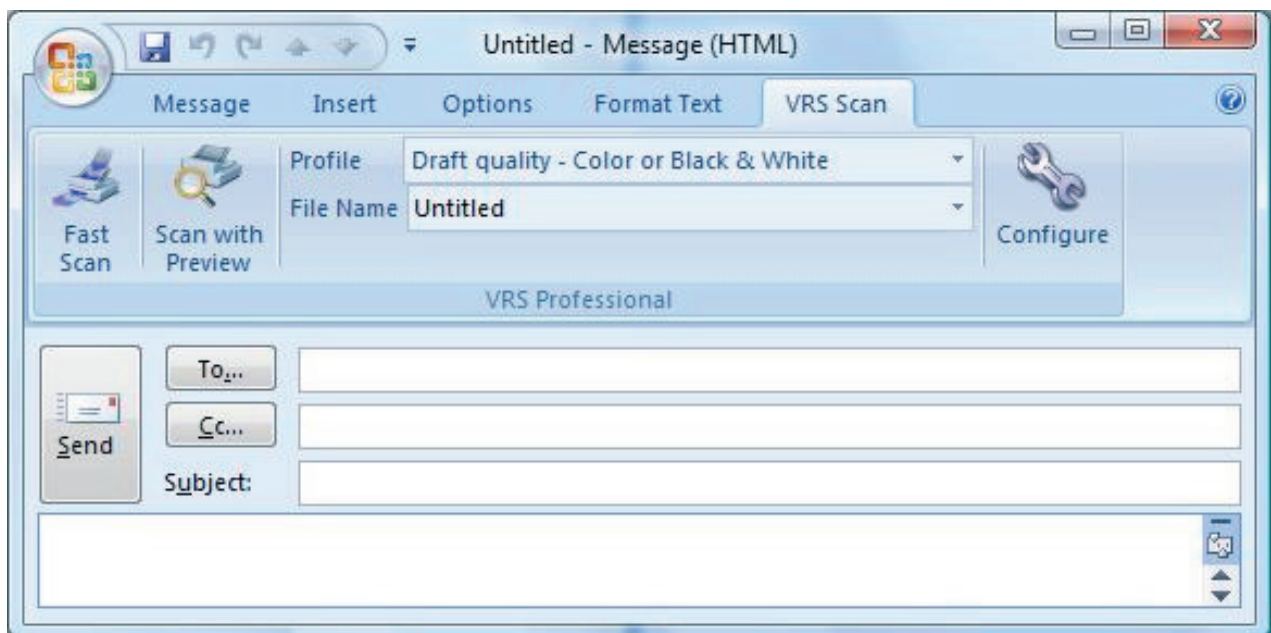 Untitled - Message (HTML)
Message Insert Options Format Text VRS Scan
Profile Draft quality - Color or Black & White
File Name Untitled
Fast Scan
Scan with Preview
Configure
VRS Professional
To...
Cc...
Send
Subject: